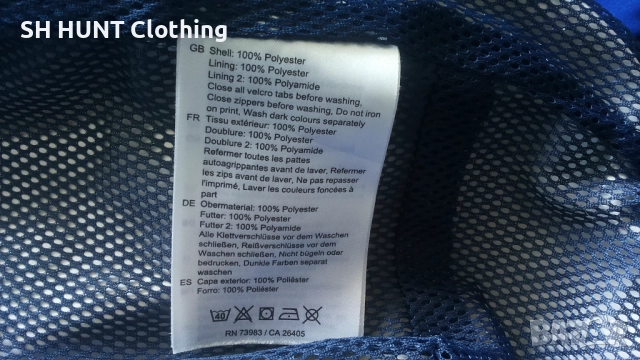 SH HUNT Clothing
GB Shell: 100% Polyester
Lining: 100% Polyester
Lining 2: 100% Polyamide
Close all velcro tabs before washing,
Close zippers before washing, Do not iron
on print, Wash dark colours separately
FR Tissu extérieur: 100% Polyester
Doublure: 100% Polyester
Doublure 2: 100% Polyamide
Refermer toutes les pattes
autoagrippantes avant de laver, Refermer
les zips avant de laver, Ne pas repasser
l'imprimé, Laver les couleurs foncées à
part
DE Obermaterial: 100% Polyester
Futter: 100% Polyester
Futter 2: 100% Polyamide
Alle Klettverschlüsse vor dem Waschen
schließen, Reißverschlüsse vor dem
Waschen schließen, Nicht bügeln oder
bedrucken, Dunkle Farben separat
waschen
ES Capa exterior: 100% Poliéster
Forro: 100% Poliéster
40
RN 73983 / CA 26405